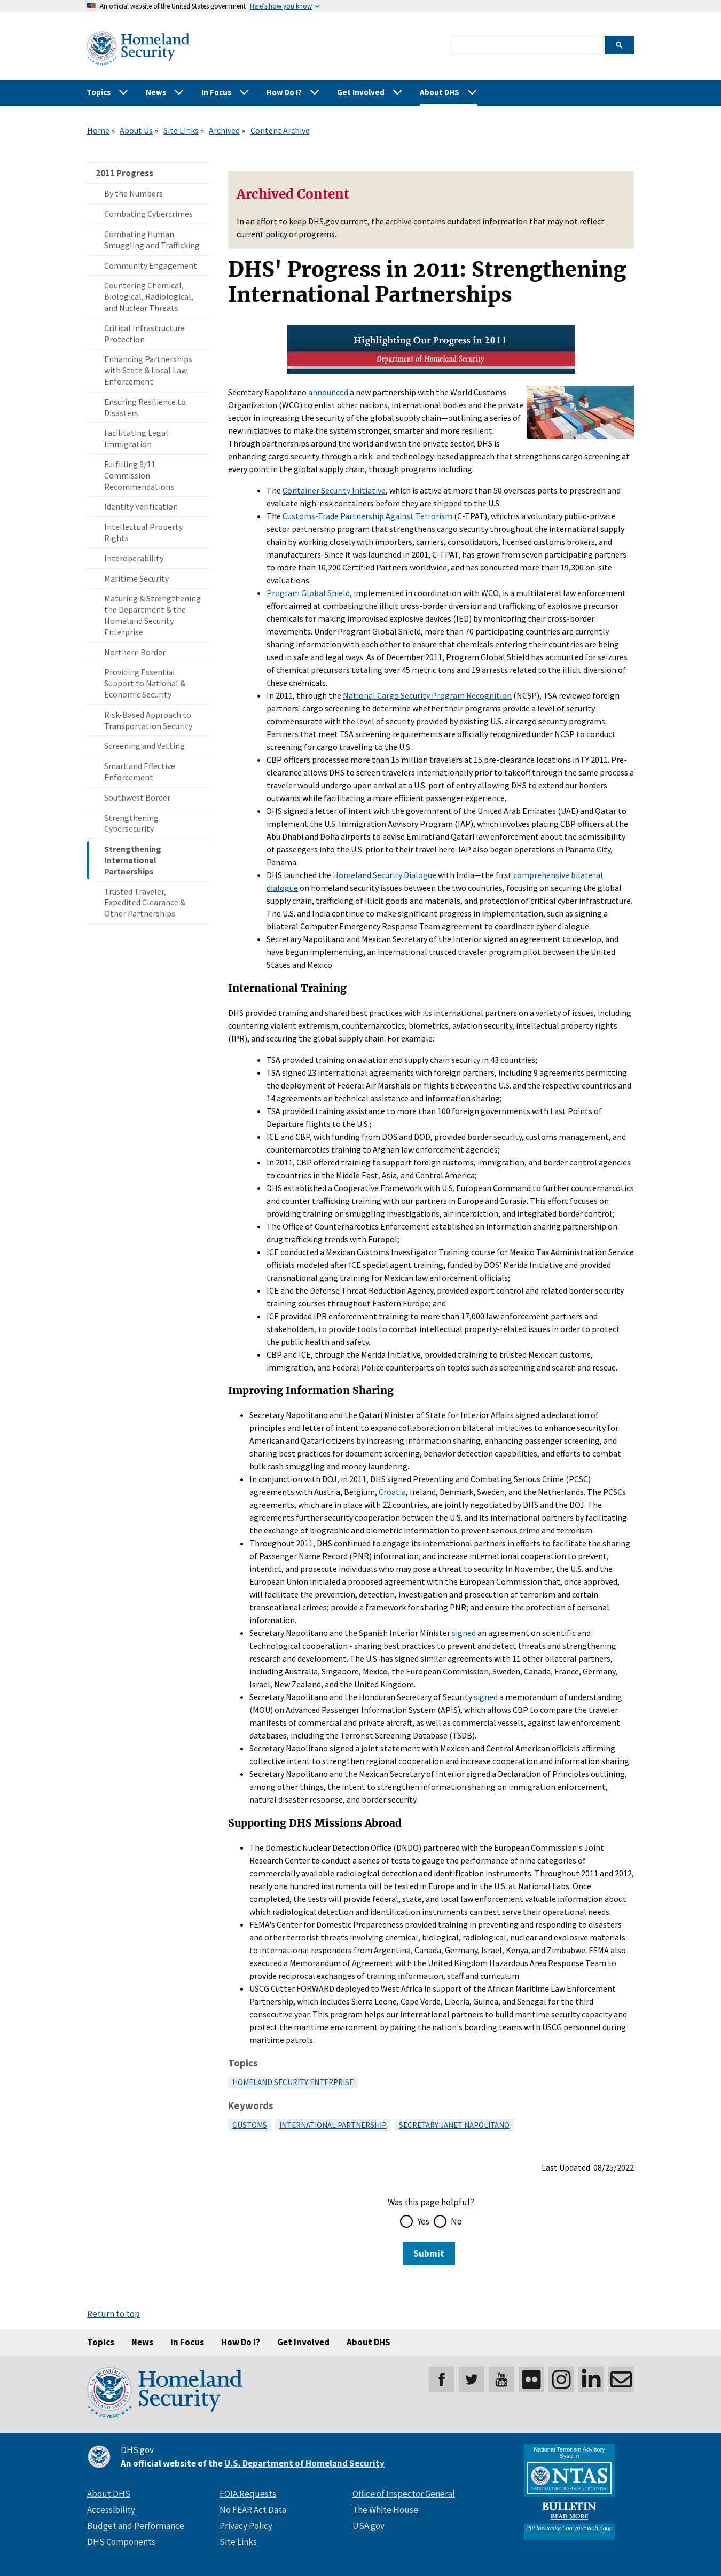 An official website of the United States government Here's how you know
Homeland
Security
Topics News In Focus How Do I? Get Involved About DHS
Home » About Us » Site Links » Archived » Content Archive
2011 Progress
By the Numbers
Combating Cybercrimes
Combating Human
Smuggling and Trafficking
Community Engagement
Countering Chemical,
Biological, Radiological,
and Nuclear Threats
Critical Infrastructure
Protection
Enhancing Partnerships
with State & Local Law
Enforcement
Ensuring Resilience to
Disasters
Facilitating Legal
Immigration
Fulfilling 9/11
Commission
Recommendations
Identity Verification
Intellectual Property
Rights
Interoperability
Maritime Security
Maturing & Strengthening
the Department & the
Homeland Security
Enterprise
Northern Border
Providing Essential
Support to National &
Economic Security
Risk-Based Approach to
Transportation Security
Screening and Vetting
Smart and Effective
Enforcement
Southwest Border
Strengthening
Cybersecurity
Strengthening
International
Partnerships
Trusted Traveler,
Expedited Clearance &
Other Partnerships
Archived Content
In an effort to keep DHS.gov current, the archive contains outdated information that may not reflect
current policy or programs.
DHS' Progress in 2011: Strengthening
International Partnerships
Highlighting Our Progress in 2011
Department of Homeland Security
Secretary Napolitano announced a new partnership with the World Customs
Organization (WCO) to enlist other nations, international bodies and the private
sector in increasing the security of the global supply chain—outlining a series of
new initiatives to make the system stronger, smarter and more resilient.
Through partnerships around the world and with the private sector, DHS is
enhancing cargo security through a risk- and technology-based approach that strengthens cargo screening at
every point in the global supply chain, through programs including:
• The Container Security Initiative, which is active at more than 50 overseas ports to prescreen and
evaluate high-risk containers before they are shipped to the U.S.
• The Customs-Trade Partnership Against Terrorism (C-TPAT), which is a voluntary public-private
sector partnership program that strengthens cargo security throughout the international supply
chain by working closely with importers, carriers, consolidators, licensed customs brokers, and
manufacturers. Since it was launched in 2001, C-TPAT, has grown from seven participating partners
to more than 10,200 Certified Partners worldwide, and has conducted more than 19,300 on-site
evaluations.
• Program Global Shield, implemented in coordination with WCO, is a multilateral law enforcement
effort aimed at combating the illicit cross-border diversion and trafficking of explosive precursor
chemicals for making improvised explosive devices (IED) by monitoring their cross-border
movements. Under Program Global Shield, more than 70 participating countries are currently
sharing information with each other to ensure that chemicals entering their countries are being
used in safe and legal ways. As of December 2011, Program Global Shield has accounted for seizures
of chemical precursors totaling over 45 metric tons and 19 arrests related to the illicit diversion of
these chemicals.
• In 2011, through the National Cargo Security Program Recognition (NCSP), TSA reviewed foreign
partners' cargo screening to determine whether their programs provide a level of security
commensurate with the level of security provided by existing U.S. air cargo security programs.
Partners that meet TSA screening requirements are officially recognized under NCSP to conduct
screening for cargo traveling to the U.S.
• CBP officers processed more than 15 million travelers at 15 pre-clearance locations in FY 2011. Pre-
clearance allows DHS to screen travelers internationally prior to takeoff through the same process a
traveler would undergo upon arrival at a U.S. port of entry allowing DHS to extend our borders
outwards while facilitating a more efficient passenger experience.
• DHS signed a letter of intent with the government of the United Arab Emirates (UAE) and Qatar to
implement the U.S. Immigration Advisory Program (IAP), which involves placing CBP officers at the
Abu Dhabi and Doha airports to advise Emirati and Qatari law enforcement about the admissibility
of passengers to the U.S. prior to their travel here. IAP also began operations in Panama City,
Panama.
• DHS launched the Homeland Security Dialogue with India—the first comprehensive bilateral
dialogue on homeland security issues between the two countries, focusing on securing the global
supply chain, trafficking of illicit goods and materials, and protection of critical cyber infrastructure.
The U.S. and India continue to make significant progress in implementation, such as signing a
bilateral Computer Emergency Response Team agreement to coordinate cyber dialogue.
• Secretary Napolitano and Mexican Secretary of the Interior signed an agreement to develop, and
have begun implementing, an international trusted traveler program pilot between the United
States and Mexico.
International Training
DHS provided training and shared best practices with its international partners on a variety of issues, including
countering violent extremism, counternarcotics, biometrics, aviation security, intellectual property rights
(IPR), and securing the global supply chain. For example:
• TSA provided training on aviation and supply chain security in 43 countries;
• TSA signed 23 international agreements with foreign partners, including 9 agreements permitting
the deployment of Federal Air Marshals on flights between the U.S. and the respective countries and
14 agreements on technical assistance and information sharing;
• TSA provided training assistance to more than 100 foreign governments with Last Points of
Departure flights to the U.S.;
• ICE and CBP, with funding from DOS and DOD, provided border security, customs management, and
counternarcotics training to Afghan law enforcement agencies;
• In 2011, CBP offered training to support foreign customs, immigration, and border control agencies
to countries in the Middle East, Asia, and Central America;
• DHS established a Cooperative Framework with U.S. European Command to further counternarcotics
and counter trafficking training with our partners in Europe and Eurasia. This effort focuses on
providing training on smuggling investigations, air interdiction, and integrated border control;
• The Office of Counternarcotics Enforcement established an information sharing partnership on
drug trafficking trends with Europol;
• ICE conducted a Mexican Customs Investigator Training course for Mexico Tax Administration Service
officials modeled after ICE special agent training, funded by DOS' Merida Initiative and provided
transnational gang training for Mexican law enforcement officials;
• ICE and the Defense Threat Reduction Agency, provided export control and related border security
training courses throughout Eastern Europe; and
• ICE provided IPR enforcement training to more than 17,000 law enforcement partners and
stakeholders, to provide tools to combat intellectual property-related issues in order to protect
the public health and safety.
• CBP and ICE, through the Merida Initiative, provided training to trusted Mexican customs,
immigration, and Federal Police counterparts on topics such as screening and search and rescue.
Improving Information Sharing
• Secretary Napolitano and the Qatari Minister of State for Interior Affairs signed a declaration of
principles and letter of intent to expand collaboration on bilateral initiatives to enhance security for
American and Qatari citizens by increasing information sharing, enhancing passenger screening, and
sharing best practices for document screening, behavior detection capabilities, and efforts to combat
bulk cash smuggling and money laundering.
• In conjunction with DOJ, in 2011, DHS signed Preventing and Combating Serious Crime (PCSC)
agreements with Austria, Belgium, Croatia, Ireland, Denmark, Sweden, and the Netherlands. The PCSCs
agreements, which are in place with 22 countries, are jointly negotiated by DHS and the DOJ. The
agreements further security cooperation between the U.S. and its international partners by facilitating
the exchange of biographic and biometric information to prevent serious crime and terrorism.
• Throughout 2011, DHS continued to engage its international partners in efforts to facilitate the sharing
of Passenger Name Record (PNR) information, and increase international cooperation to prevent,
interdict, and prosecute individuals who may pose a threat to security. In November, the U.S. and the
European Union initialed a proposed agreement with the European Commission that, once approved,
will facilitate the prevention, detection, investigation and prosecution of terrorism and certain
transnational crimes; provide a framework for sharing PNR; and ensure the protection of personal
information.
• Secretary Napolitano and the Spanish Interior Minister signed an agreement on scientific and
technological cooperation - sharing best practices to prevent and detect threats and strengthening
research and development. The U.S. has signed similar agreements with 11 other bilateral partners,
including Australia, Singapore, Mexico, the European Commission, Sweden, Canada, France, Germany,
Israel, New Zealand, and the United Kingdom.
• Secretary Napolitano and the Honduran Secretary of Security signed a memorandum of understanding
(MOU) on Advanced Passenger Information System (APIS), which allows CBP to compare the traveler
manifests of commercial and private aircraft, as well as commercial vessels, against law enforcement
databases, including the Terrorist Screening Database (TSDB).
• Secretary Napolitano signed a joint statement with Mexican and Central American officials affirming
collective intent to strengthen regional cooperation and increase cooperation and information sharing.
• Secretary Napolitano and the Mexican Secretary of Interior signed a Declaration of Principles outlining,
among other things, the intent to strengthen information sharing on immigration enforcement,
natural disaster response, and border security.
Supporting DHS Missions Abroad
• The Domestic Nuclear Detection Office (DNDO) partnered with the European Commission's Joint
Research Center to conduct a series of tests to gauge the performance of nine categories of
commercially available radiological detection and identification instruments. Throughout 2011 and 2012,
nearly one hundred instruments will be tested in Europe and in the U.S. at National Labs. Once
completed, the tests will provide federal, state, and local law enforcement valuable information about
which radiological detection and identification instruments can best serve their operational needs.
• FEMA's Center for Domestic Preparedness provided training in preventing and responding to disasters
and other terrorist threats involving chemical, biological, radiological, nuclear and explosive materials
to international responders from Argentina, Canada, Germany, Israel, Kenya, and Zimbabwe. FEMA also
executed a Memorandum of Agreement with the United Kingdom Hazardous Area Response Team to
provide reciprocal exchanges of training information, staff and curriculum.
• USCG Cutter FORWARD deployed to West Africa in support of the African Maritime Law Enforcement
Partnership, which includes Sierra Leone, Cape Verde, Liberia, Guinea, and Senegal for the third
consecutive year. This program helps our international partners to build maritime security capacity and
protect the maritime environment by pairing the nation's boarding teams with USCG personnel during
maritime patrols.
Topics
HOMELAND SECURITY ENTERPRISE
Keywords
CUSTOMS INTERNATIONAL PARTNERSHIP SECRETARY JANET NAPOLITANO
Last Updated: 08/25/2022
Was this page helpful?
Yes No
Submit
Return to top
Topics News In Focus How Do I? Get Involved About DHS
Homeland
Security
DHS.gov
An official website of the U.S. Department of Homeland Security
About DHS
Accessibility
Budget and Performance
DHS Components
FOIA Requests
No FEAR Act Data
Privacy Policy
Site Links
Office of Inspector General
The White House
USA.gov
National Terrorism Advisory
System
NTAS
NATIONAL TERRORISM ADVISORY SYSTEM
BULLETIN
READ MORE
Put this widget on your web page